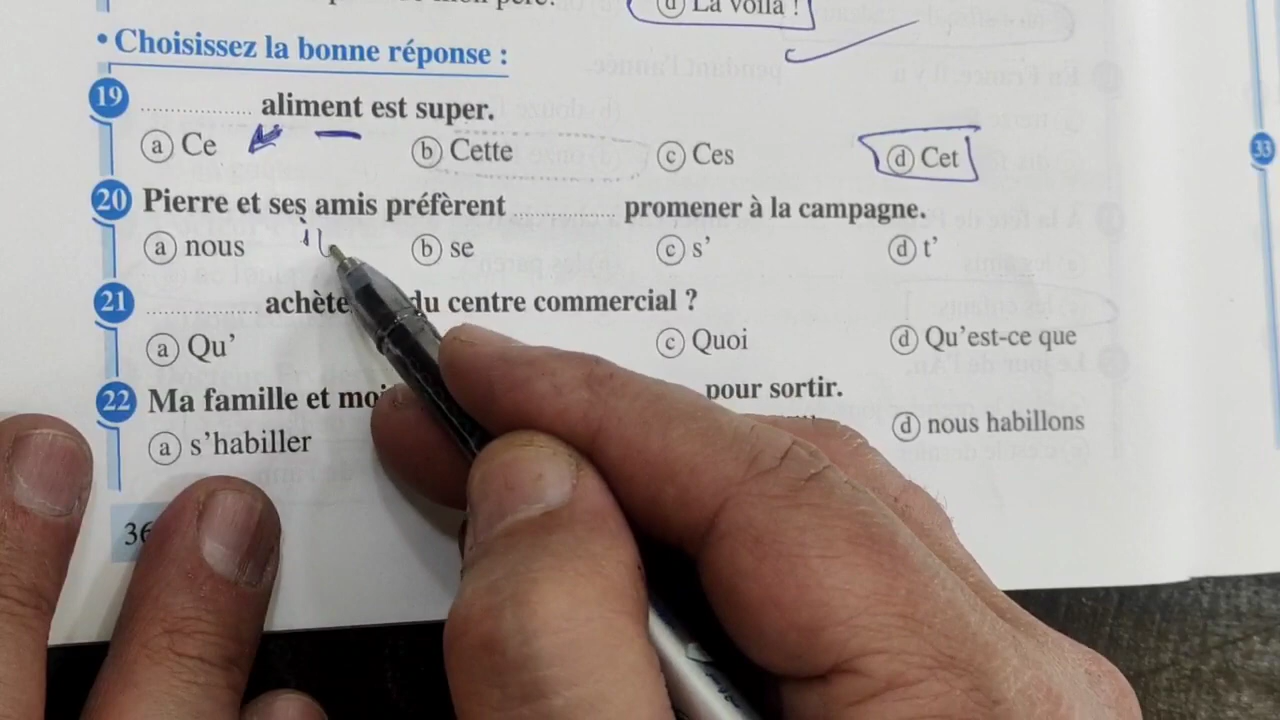 ⓓ La voilà !
• Choisissez la bonne réponse :
19 ............... aliment est super.
ⓐ Ce ⓑ Cette ⓒ Ces ⓓ Cet
20 Pierre et ses amis préfèrent promener à la campagne.
ⓐ nous ⓑ se ⓒ s' ⓓ t'
21 ............... achète du centre commercial ?
ⓐ Qu' ⓒ Quoi ⓓ Qu'est-ce que
22 Ma famille et moi pour sortir.
ⓐ s'habiller ⓓ nous habillons
36
33